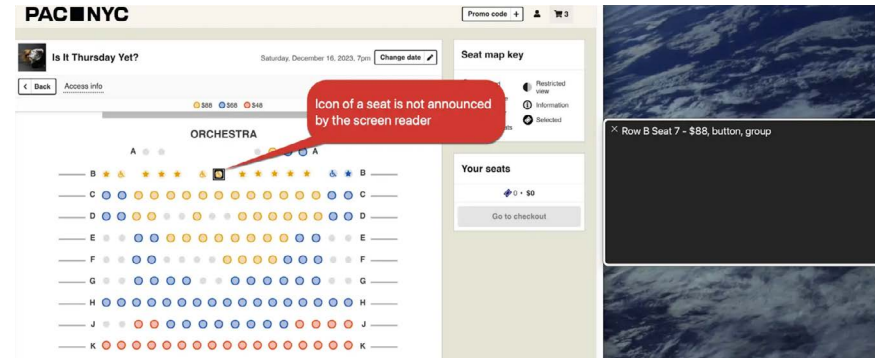 PAC NYC
Promo code +
3
Is It Thursday Yet?
Saturday, December 16, 2023, 7pm
Change date
Seat map key
< Back
Access info
$88 $68 $48
Icon of a seat is not announced
by the screen reader
Restricted
view
Information
Selected
ORCHESTRA
A A
B B
C C
D D
E E
F F
G G
H H
J J
K K
Your seats
0 · $0
Go to checkout
× Row B Seat 7 - $88, button, group